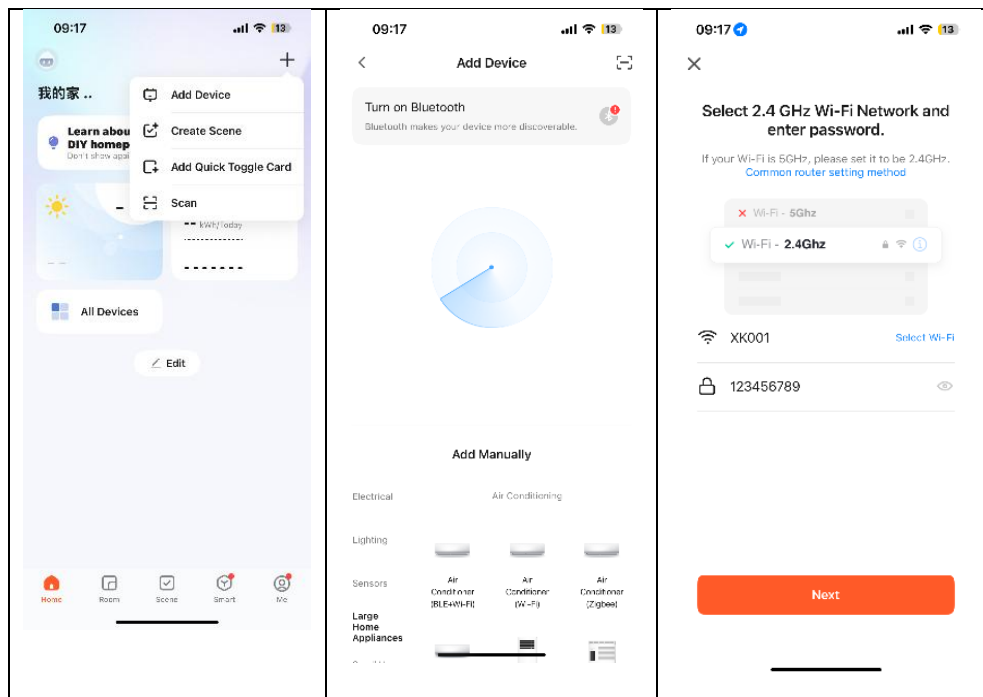 09:17
13
我的家 ..
Add Device
Create Scene
Add Quick Toggle Card
Scan
Learn abou
DIY homep
Don't show agai
--
-- kWh/Today
All Devices
Edit
Home
Room
Scene
Smart
Me
09:17
13
Add Device
Turn on Bluetooth
Bluetooth makes your device more discoverable.
Add Manually
Electrical
Air Conditioning
Lighting
Sensors
Air
Conditioner
(BLE+Wi-Fi)
Air
Conditioner
(Wi-Fi)
Air
Conditioner
(Zigbee)
Large
Home
Appliances
09:17
13
Select 2.4 GHz Wi-Fi Network and
enter password.
If your Wi-Fi is 5GHz, please set it to be 2.4GHz.
Common router setting method
Wi-Fi - 5Ghz
Wi-Fi - 2.4Ghz
XK001
Select Wi-Fi
123456789
Next